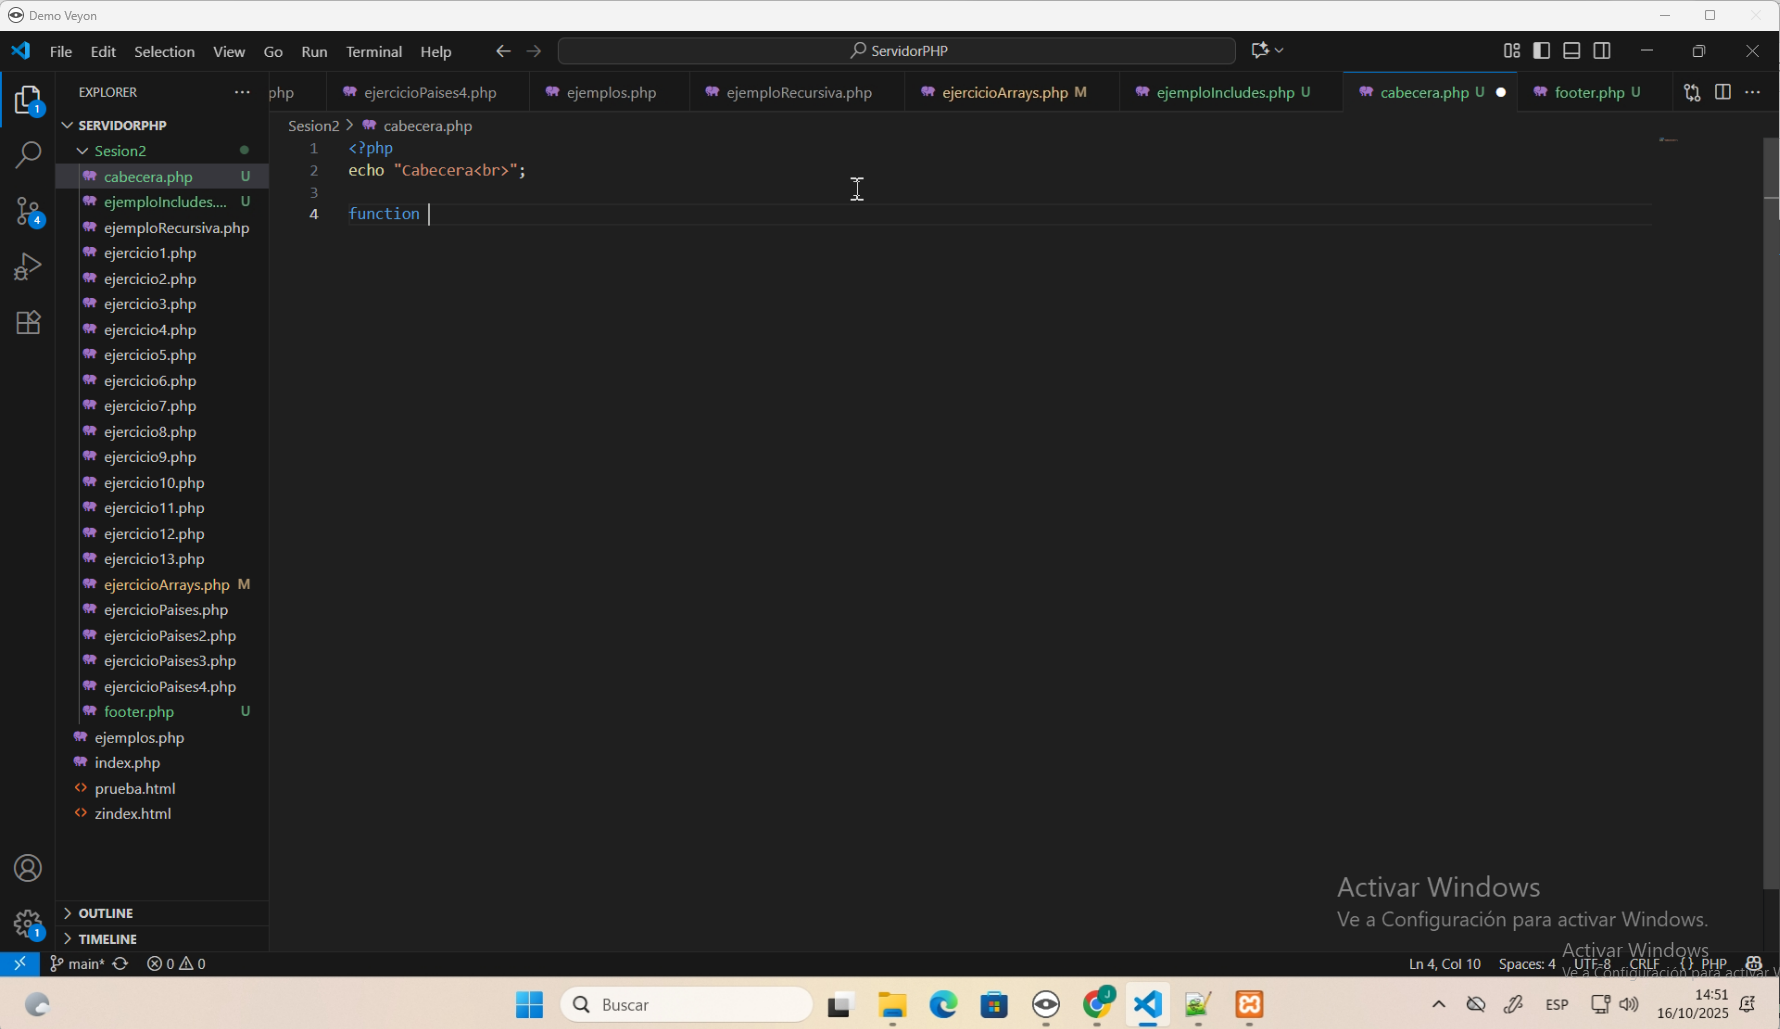 Demo Veyon
File Edit Selection View Go Run Terminal Help
ServidorPHP
EXPLORER
php
ejercicioPaises4.php
ejemplos.php
ejemploRecursiva.php
ejercicioArrays.php M
ejemploIncludes.php U
cabecera.php U
footer.php U
SERVIDORPHP
Sesion2 > cabecera.php
1 <?php
2 echo "Cabecera<br>";
3
4 function
Sesion2
cabecera.php U
ejemploIncludes.... U
ejemploRecursiva.php
ejercicio1.php
ejercicio2.php
ejercicio3.php
ejercicio4.php
ejercicio5.php
ejercicio6.php
ejercicio7.php
ejercicio8.php
ejercicio9.php
ejercicio10.php
ejercicio11.php
ejercicio12.php
ejercicio13.php
ejercicioArrays.php M
ejercicioPaises.php
ejercicioPaises2.php
ejercicioPaises3.php
ejercicioPaises4.php
footer.php U
ejemplos.php
index.php
prueba.html
zindex.html
1
4
1
OUTLINE
TIMELINE
Activar Windows
Ve a Configuración para activar Windows.
Activar Windows
Ve a Configuración para activar
main* 0 0
Ln 4, Col 10 Spaces: 4 UTF-8 CRLF {} PHP
Buscar
J
ESP
14:51
16/10/2025